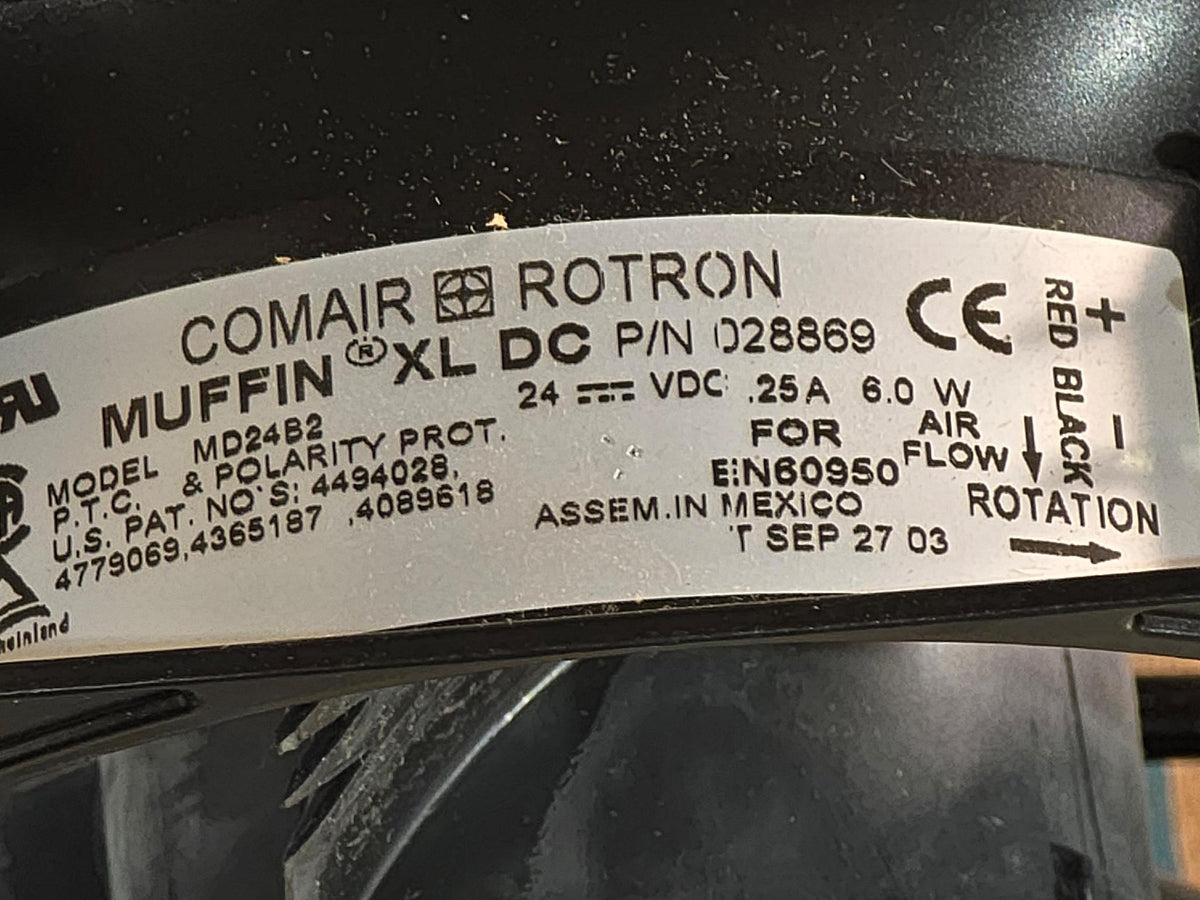 COMAIR ROTRON
MUFFIN ® XL DC P/N 028869
24 VDC .25A 6.0 W
MODEL MD24B2
P.T.C. & POLARITY PROT.
U.S. PAT. NO'S: 4494028,
4779069,4365187 ,4089618
FOR
EN60950
ASSEM.IN MEXICO
T SEP 27 03
CE
RED +
BLACK –
AIR
FLOW
ROTATION